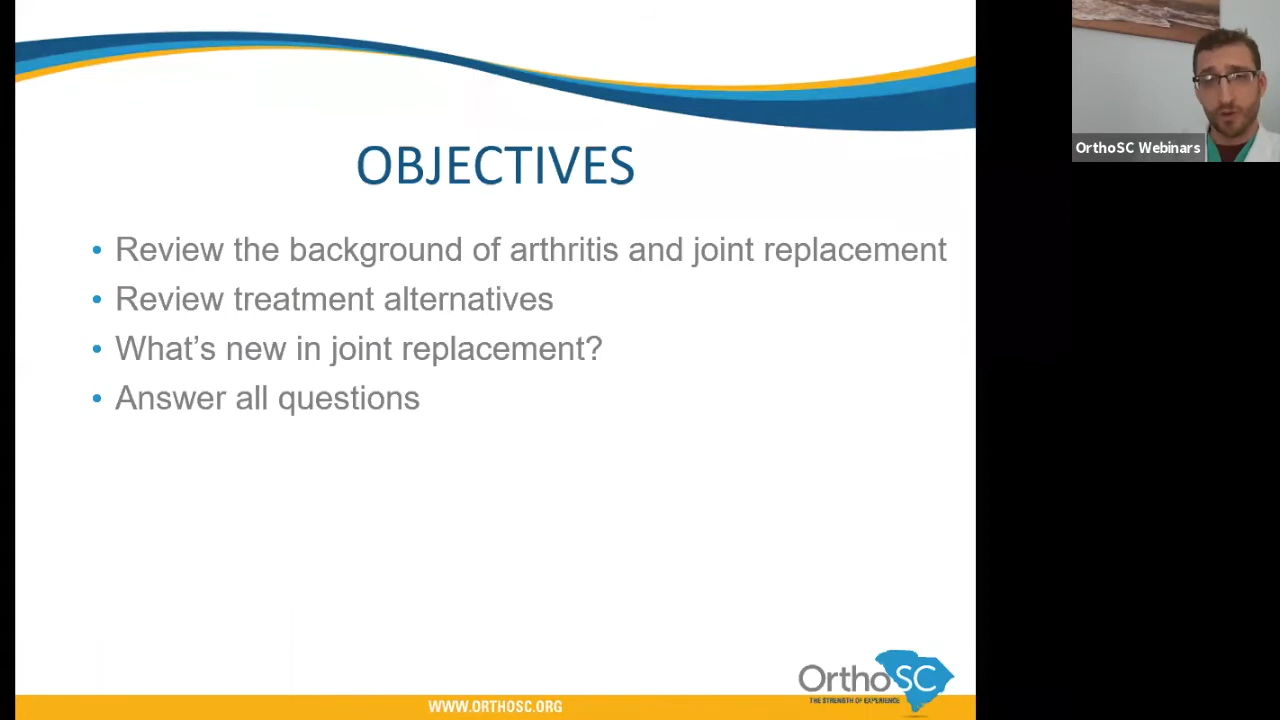 OBJECTIVES
• Review the background of arthritis and joint replacement
• Review treatment alternatives
• What’s new in joint replacement?
• Answer all questions
OrthoSC Webinars
OrthoSC
THE STRENGTH OF EXPERIENCE
WWW.ORTHOSC.ORG